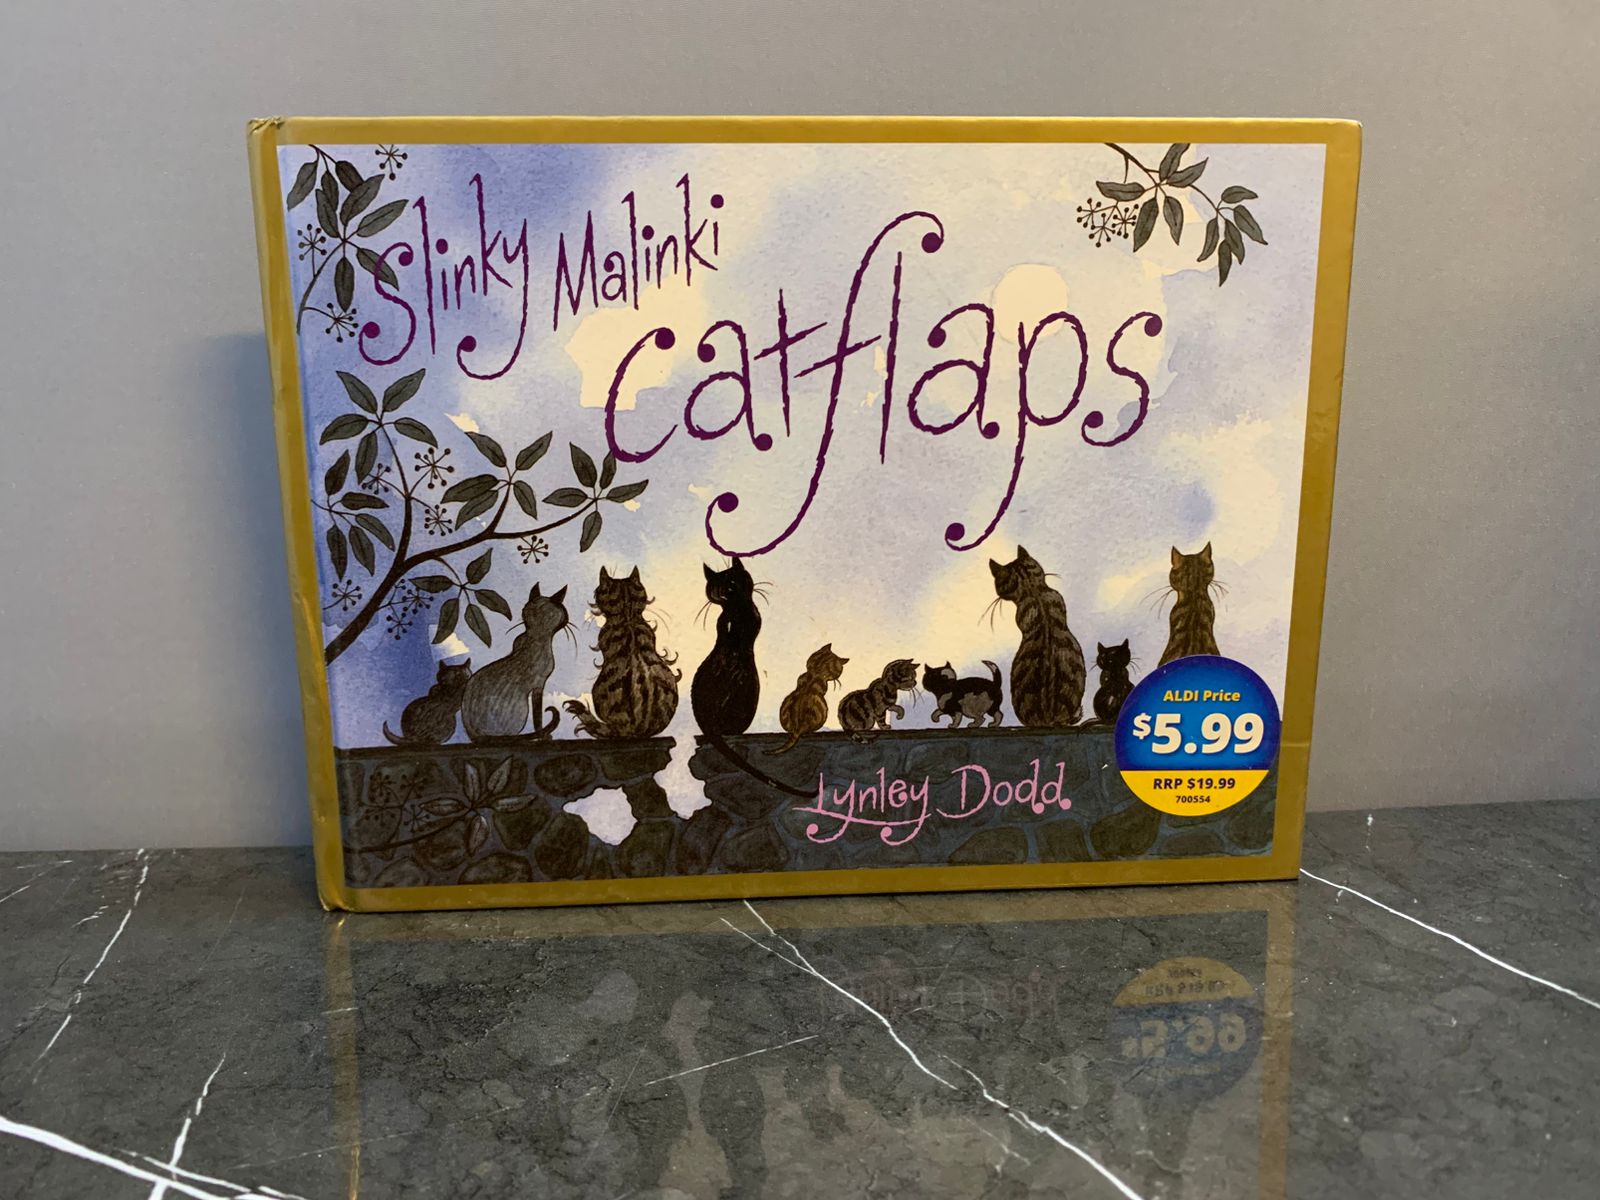 Slinky Malinki
catflaps
Lynley Dodd
ALDI Price
$5.99
RRP $19.99
700554